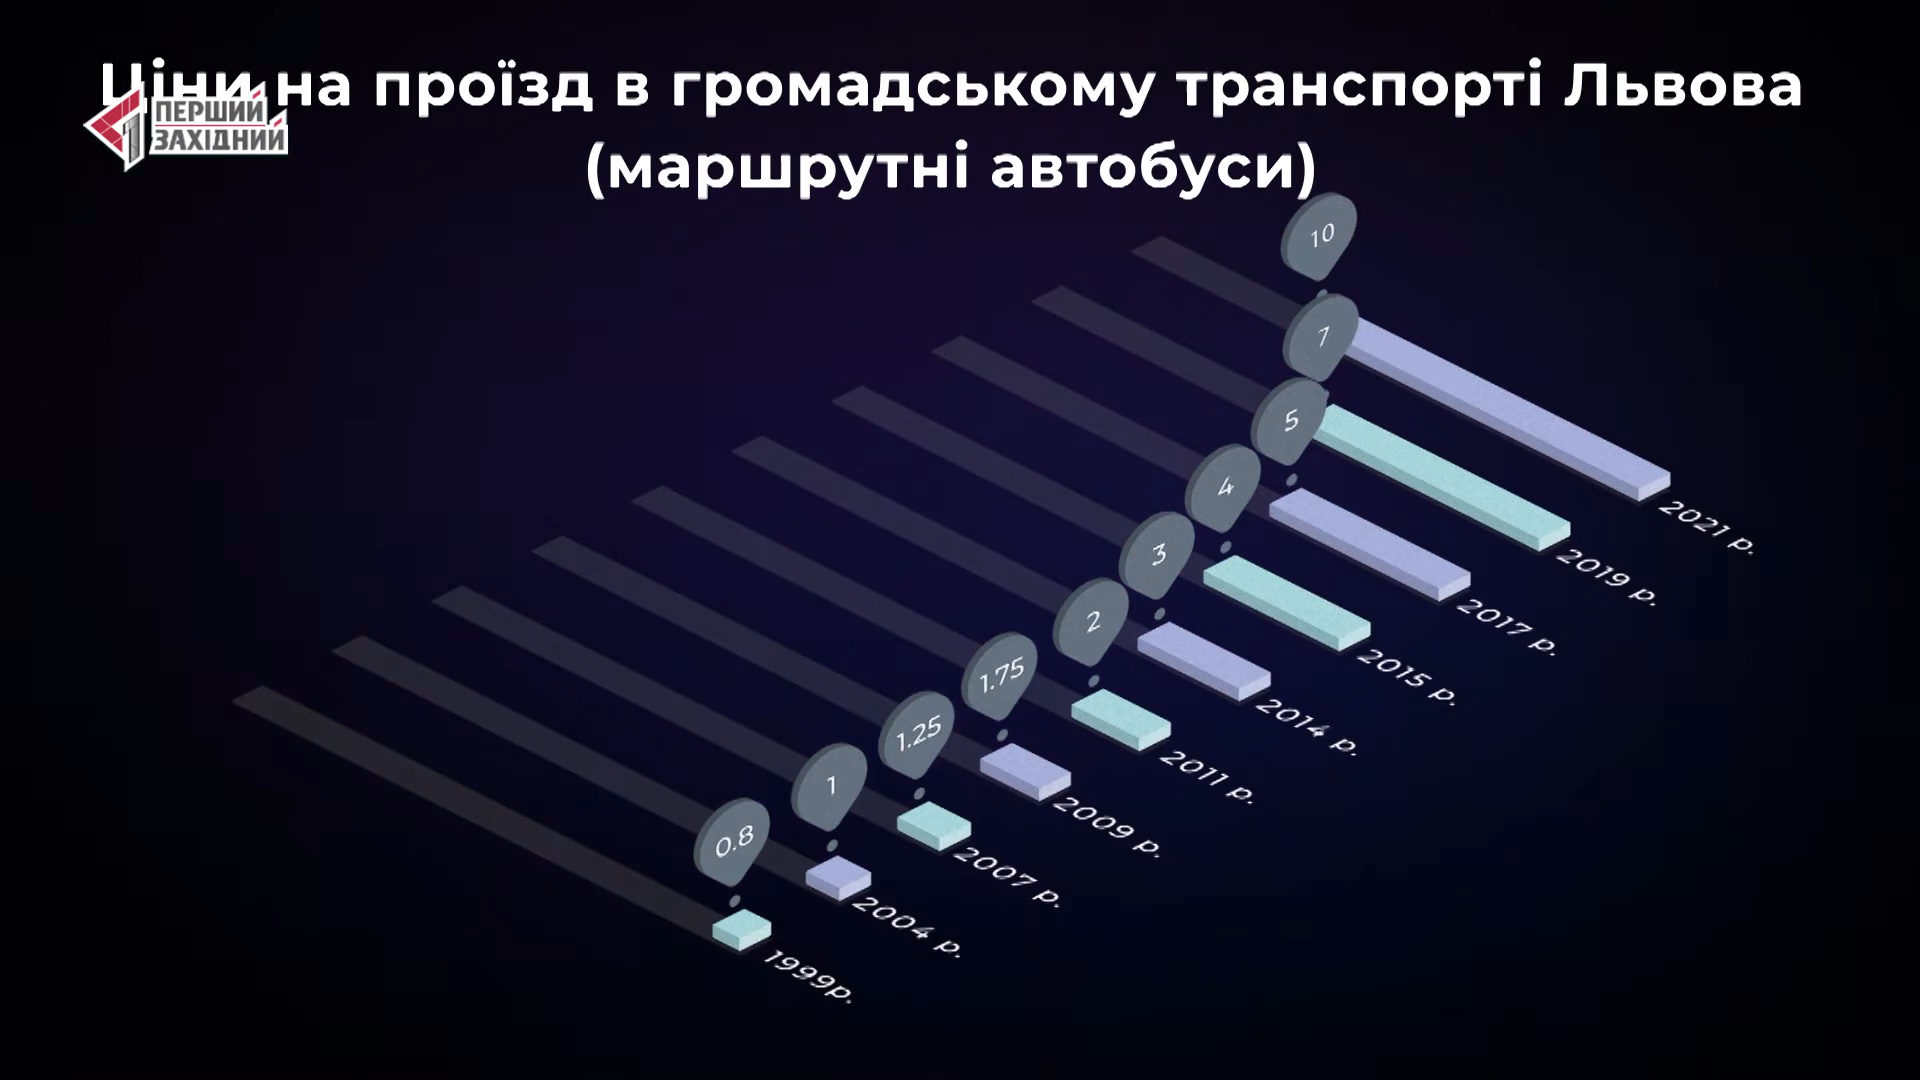 Ціни на проїзд в громадському транспорті Львова
(маршрутні автобуси)
ПЕРШИЙ
ЗАХІДНИЙ
10
7
5
4
3
2
1.75
1.25
1
0.8
2021 р.
2019 р.
2017 р.
2015 р.
2014 р.
2011 р.
2009 р.
2007 р.
2004 р.
1999р.